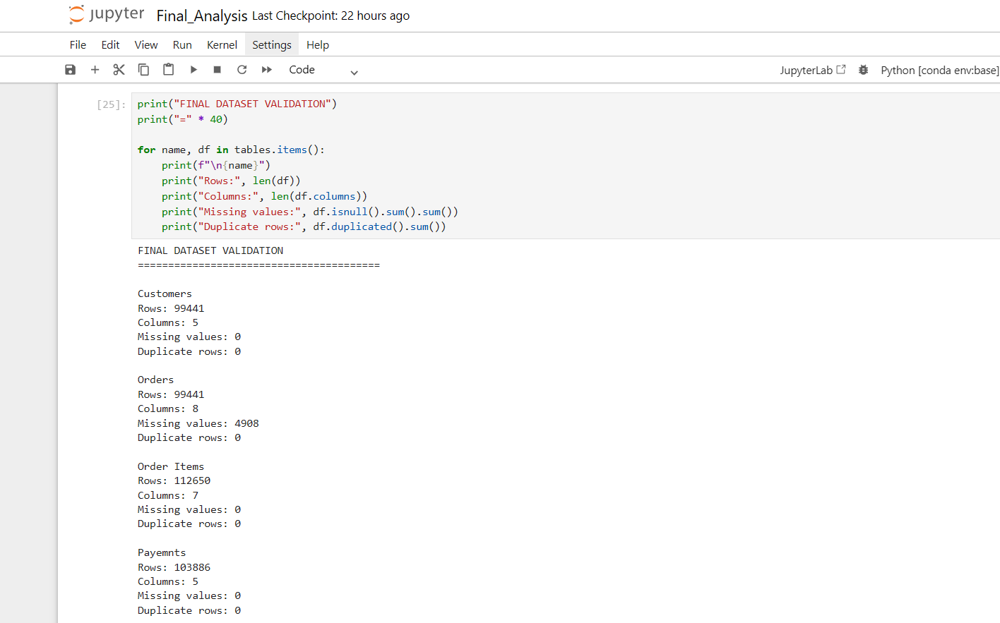 jupyter Final_Analysis Last Checkpoint: 22 hours ago
File Edit View Run Kernel Settings Help
Code JupyterLab Python [conda env:base]
[25]: print("FINAL DATASET VALIDATION")
print("=" * 40)
for name, df in tables.items():
    print(f"\n{name}")
    print("Rows:", len(df))
    print("Columns:", len(df.columns))
    print("Missing values:", df.isnull().sum().sum())
    print("Duplicate rows:", df.duplicated().sum())
FINAL DATASET VALIDATION
========================================
Customers
Rows: 99441
Columns: 5
Missing values: 0
Duplicate rows: 0
Orders
Rows: 99441
Columns: 8
Missing values: 4908
Duplicate rows: 0
Order Items
Rows: 112650
Columns: 7
Missing values: 0
Duplicate rows: 0
Payemnts
Rows: 103886
Columns: 5
Missing values: 0
Duplicate rows: 0